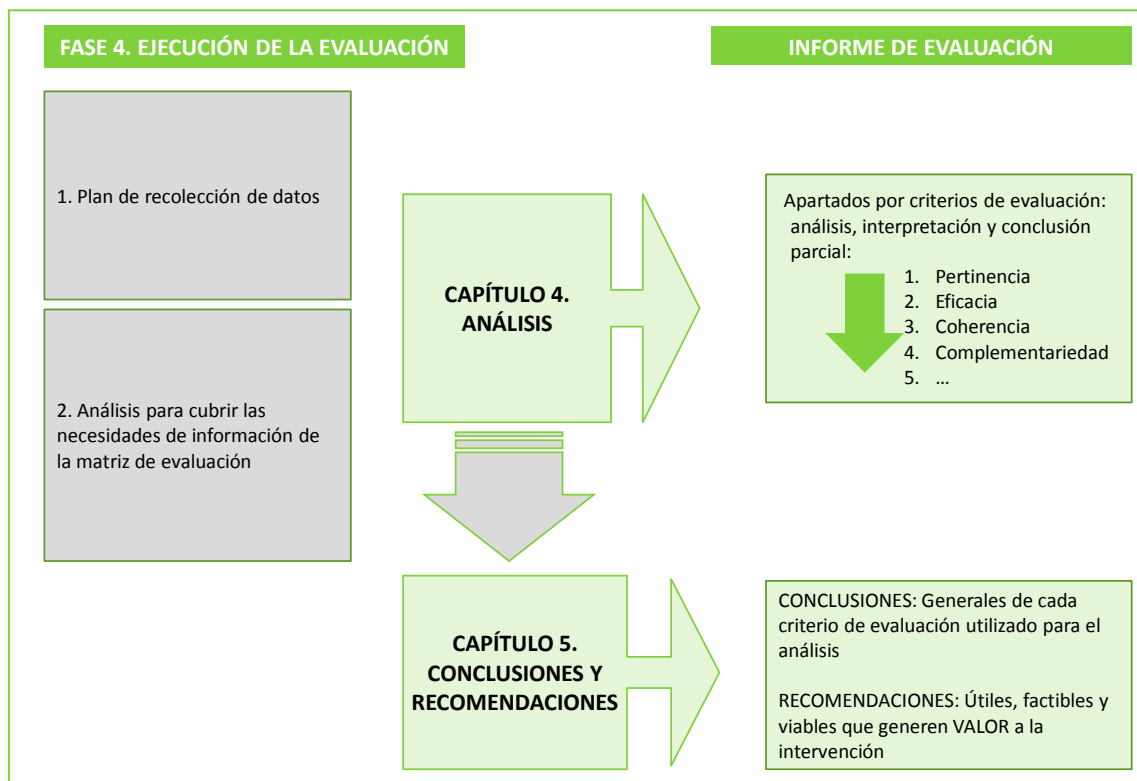 FASE 4. EJECUCIÓN DE LA EVALUACIÓN
INFORME DE EVALUACIÓN
1. Plan de recolección de datos
2. Análisis para cubrir las
necesidades de información de
la matriz de evaluación
CAPÍTULO 4.
ANÁLISIS
Apartados por criterios de evaluación:
análisis, interpretación y conclusión
parcial:
1. Pertinencia
2. Eficacia
3. Coherencia
4. Complementariedad
5. ...
CAPÍTULO 5.
CONCLUSIONES Y
RECOMENDACIONES
CONCLUSIONES: Generales de cada
criterio de evaluación utilizado para el
análisis
RECOMENDACIONES: Útiles, factibles y
viables que generen VALOR a la
intervención